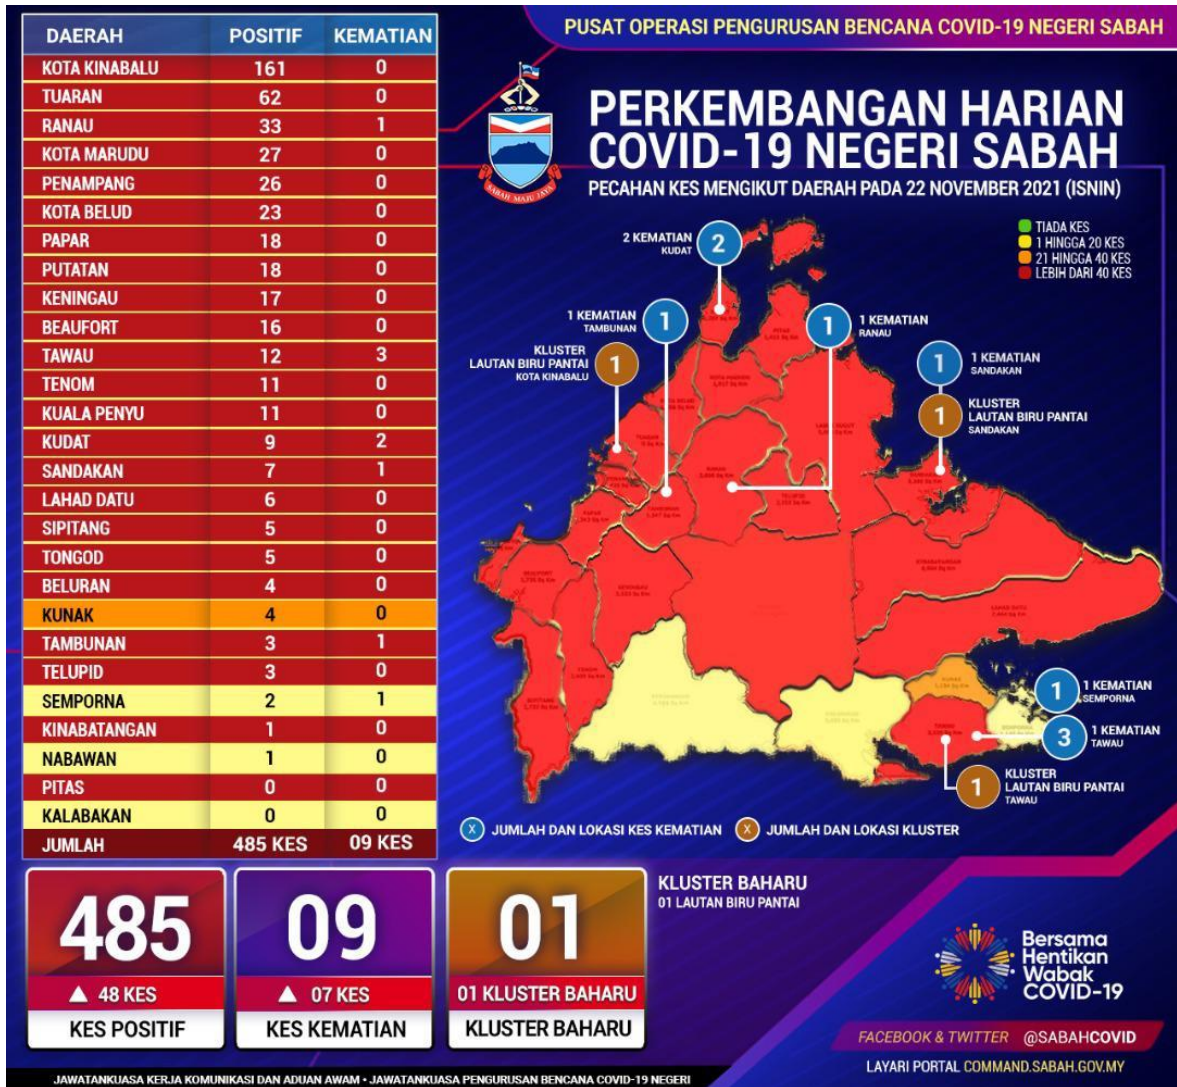 DAERAH POSITIF KEMATIAN
KOTA KINABALU 161 0
TUARAN 62 0
RANAU 33 1
KOTA MARUDU 27 0
PENAMPANG 26 0
KOTA BELUD 23 0
PAPAR 18 0
PUTATAN 18 0
KENINGAU 17 0
BEAUFORT 16 0
TAWAU 12 3
TENOM 11 0
KUALA PENYU 11 0
KUDAT 9 2
SANDAKAN 7 1
LAHAD DATU 6 0
SIPITANG 5 0
TONGOD 5 0
BELURAN 4 0
KUNAK 4 0
TAMBUNAN 3 1
TELUPID 3 0
SEMPORNA 2 1
KINABATANGAN 1 0
NABAWAN 1 0
PITAS 0 0
KALABAKAN 0 0
JUMLAH 485 KES 09 KES
PUSAT OPERASI PENGURUSAN BENCANA COVID-19 NEGERI SABAH
SABAH MAJU JAYA
PERKEMBANGAN HARIAN
COVID-19 NEGERI SABAH
PECAHAN KES MENGIKUT DAERAH PADA 22 NOVEMBER 2021 (ISNIN)
TIADA KES
1 HINGGA 20 KES
21 HINGGA 40 KES
LEBIH DARI 40 KES
2 KEMATIAN
KUDAT
2
1 KEMATIAN
TAMBUNAN
1
1
1 KEMATIAN
RANAU
KLUSTER
LAUTAN BIRU PANTAI
KOTA KINABALU
1
1
1 KEMATIAN
SANDAKAN
1
KLUSTER
LAUTAN BIRU PANTAI
SANDAKAN
1
1 KEMATIAN
SEMPORNA
3
1 KEMATIAN
TAWAU
1
KLUSTER
LAUTAN BIRU PANTAI
TAWAU
X JUMLAH DAN LOKASI KES KEMATIAN
X JUMLAH DAN LOKASI KLUSTER
485
▲ 48 KES
KES POSITIF
09
▲ 07 KES
KES KEMATIAN
01
01 KLUSTER BAHARU
KLUSTER BAHARU
KLUSTER BAHARU
01 LAUTAN BIRU PANTAI
Bersama
Hentikan
Wabak
COVID-19
FACEBOOK & TWITTER @SABAHCOVID
LAYARI PORTAL COMMAND.SABAH.GOV.MY
JAWATANKUASA KERJA KOMUNIKASI DAN ADUAN AWAM • JAWATANKUASA PENGURUSAN BENCANA COVID-19 NEGERI